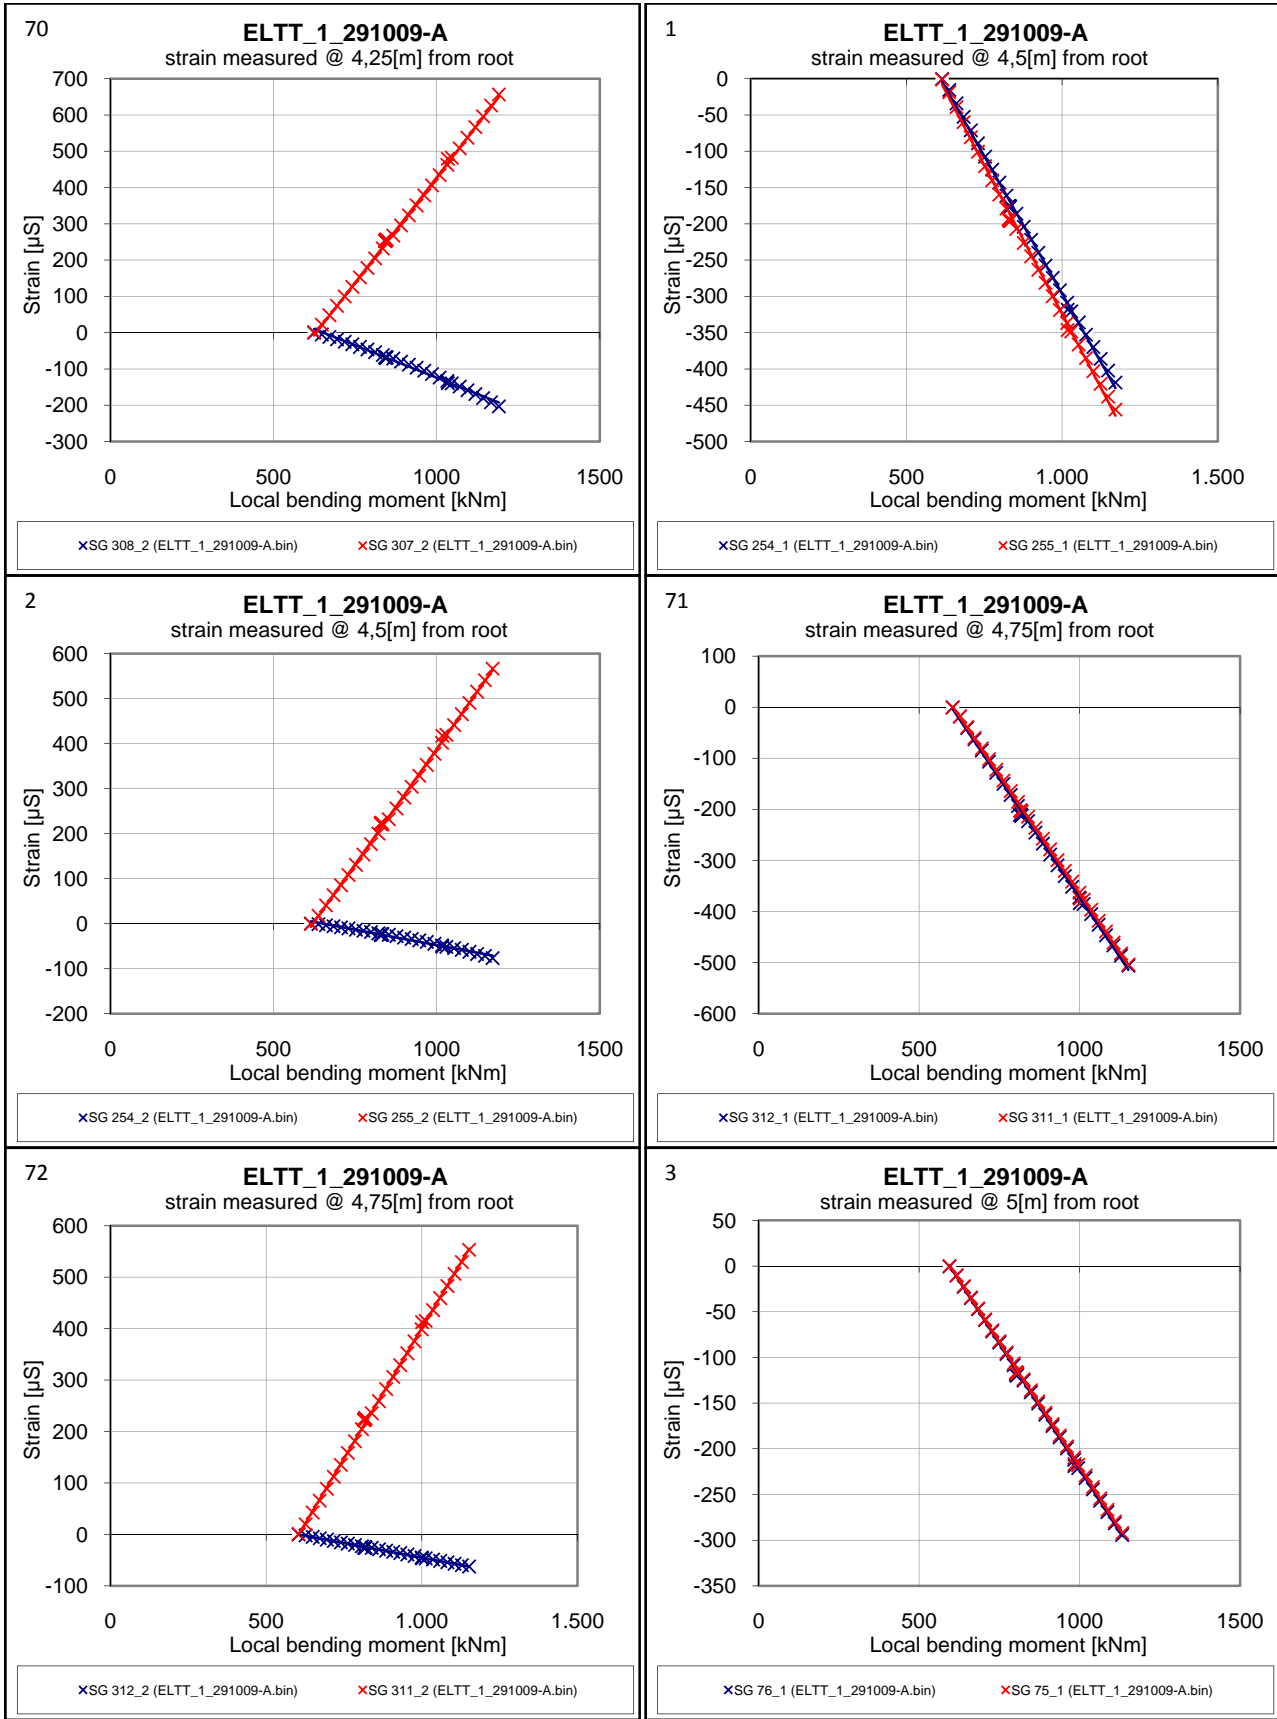 70
ELTT_1_291009-A
strain measured @ 4,25[m] from root
700
600
500
400
300
200
100
0
-100
-200
-300
Strain [µS]
0 500 1000 1500
Local bending moment [kNm]
SG 308_2 (ELTT_1_291009-A.bin) SG 307_2 (ELTT_1_291009-A.bin)
1
ELTT_1_291009-A
strain measured @ 4,5[m] from root
0
-50
-100
-150
-200
-250
-300
-350
-400
-450
-500
Strain [µS]
0 500 1.000 1.500
Local bending moment [kNm]
SG 254_1 (ELTT_1_291009-A.bin) SG 255_1 (ELTT_1_291009-A.bin)
2
ELTT_1_291009-A
strain measured @ 4,5[m] from root
600
500
400
300
200
100
0
-100
-200
Strain [µS]
0 500 1000 1500
Local bending moment [kNm]
SG 254_2 (ELTT_1_291009-A.bin) SG 255_2 (ELTT_1_291009-A.bin)
71
ELTT_1_291009-A
strain measured @ 4,75[m] from root
100
0
-100
-200
-300
-400
-500
-600
Strain [µS]
0 500 1000 1500
Local bending moment [kNm]
SG 312_1 (ELTT_1_291009-A.bin) SG 311_1 (ELTT_1_291009-A.bin)
72
ELTT_1_291009-A
strain measured @ 4,75[m] from root
600
500
400
300
200
100
0
-100
Strain [µS]
0 500 1.000 1.500
Local bending moment [kNm]
SG 312_2 (ELTT_1_291009-A.bin) SG 311_2 (ELTT_1_291009-A.bin)
3
ELTT_1_291009-A
strain measured @ 5[m] from root
50
0
-50
-100
-150
-200
-250
-300
-350
Strain [µS]
0 500 1000 1500
Local bending moment [kNm]
SG 76_1 (ELTT_1_291009-A.bin) SG 75_1 (ELTT_1_291009-A.bin)